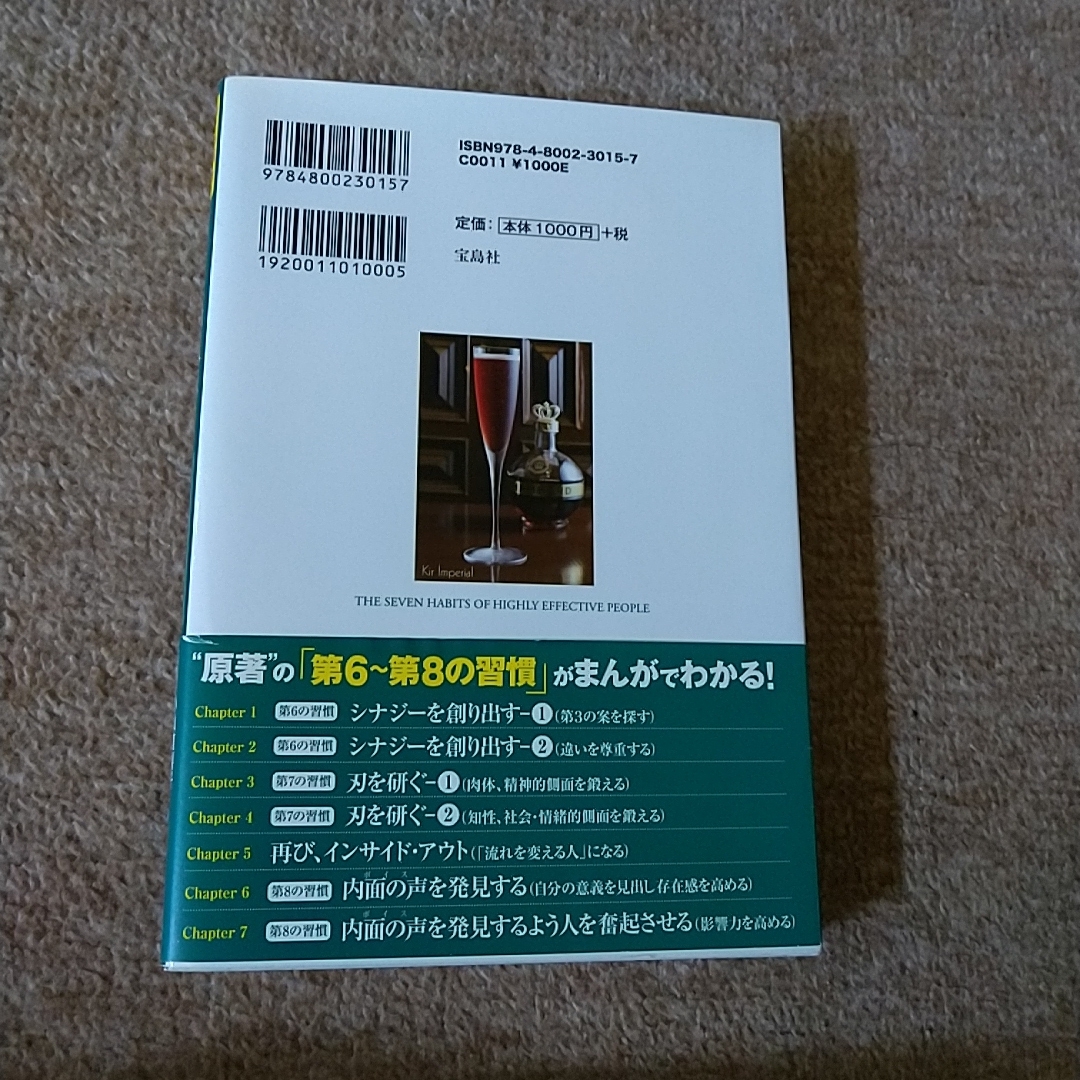 9784800230157
ISBN978-4-8002-3015-7
C0011 ¥1000E
1920011010005
定価：本体1000円+税
宝島社
Kir Imperial
THE SEVEN HABITS OF HIGHLY EFFECTIVE PEOPLE
“原著”の「第6～第8の習慣」がまんがでわかる！
Chapter 1 第6の習慣 シナジーを創り出す-❶（第3の案を探す）
Chapter 2 第6の習慣 シナジーを創り出す-❷（違いを尊重する）
Chapter 3 第7の習慣 刃を研ぐ-❶（肉体、精神的側面を鍛える）
Chapter 4 第7の習慣 刃を研ぐ-❷（知性、社会・情緒的側面を鍛える）
Chapter 5 再び、インサイド・アウト（「流れを変える人」になる）
ボイス
Chapter 6 第8の習慣 内面の声を発見する（自分の意義を見出し存在感を高める）
ボイス
Chapter 7 第8の習慣 内面の声を発見するよう人を奮起させる（影響力を高める）